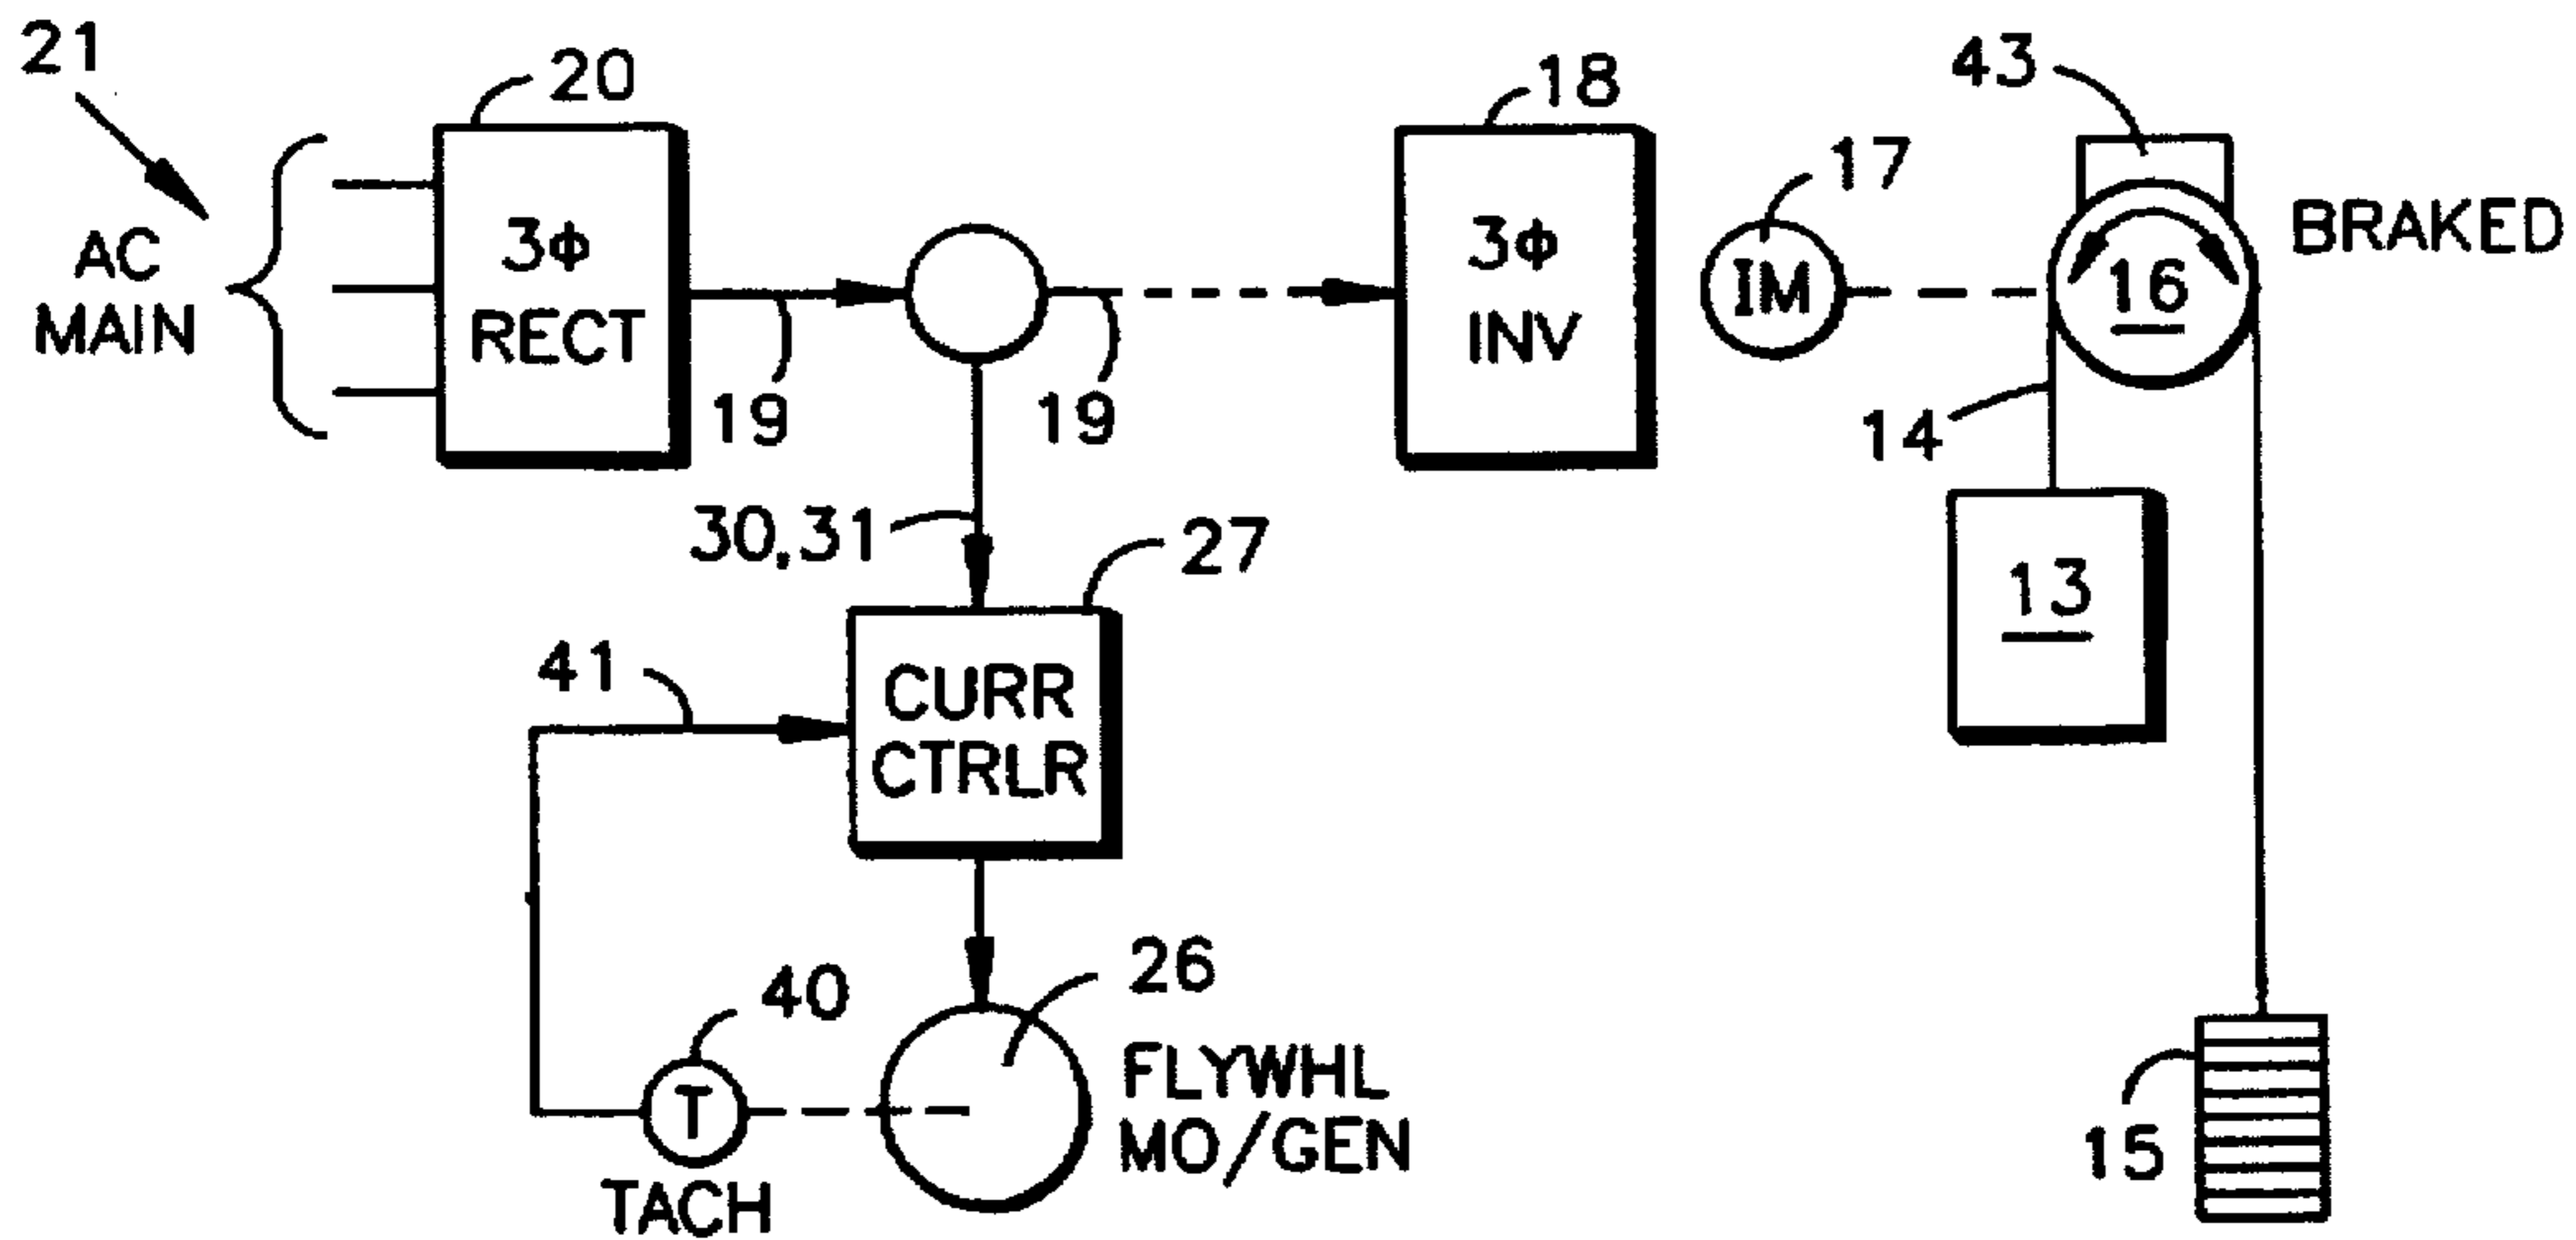 21
20
18
43
17
AC
MAIN
3Φ
RECT
3Φ
INV
IM
16
BRAKED
19
19
14
30,31
27
13
41
CURR
CTRLR
40
26
T
TACH
FLYWHL
MO/GEN
15